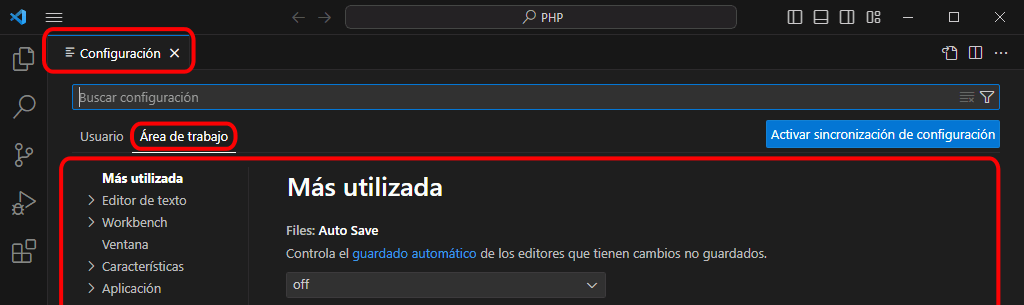 PHP
Configuración
Buscar configuración
Usuario Área de trabajo Activar sincronización de configuración
Más utilizada
Editor de texto
Workbench
Ventana
Características
Aplicación
Más utilizada
Files: Auto Save
Controla el guardado automático de los editores que tienen cambios no guardados.
off